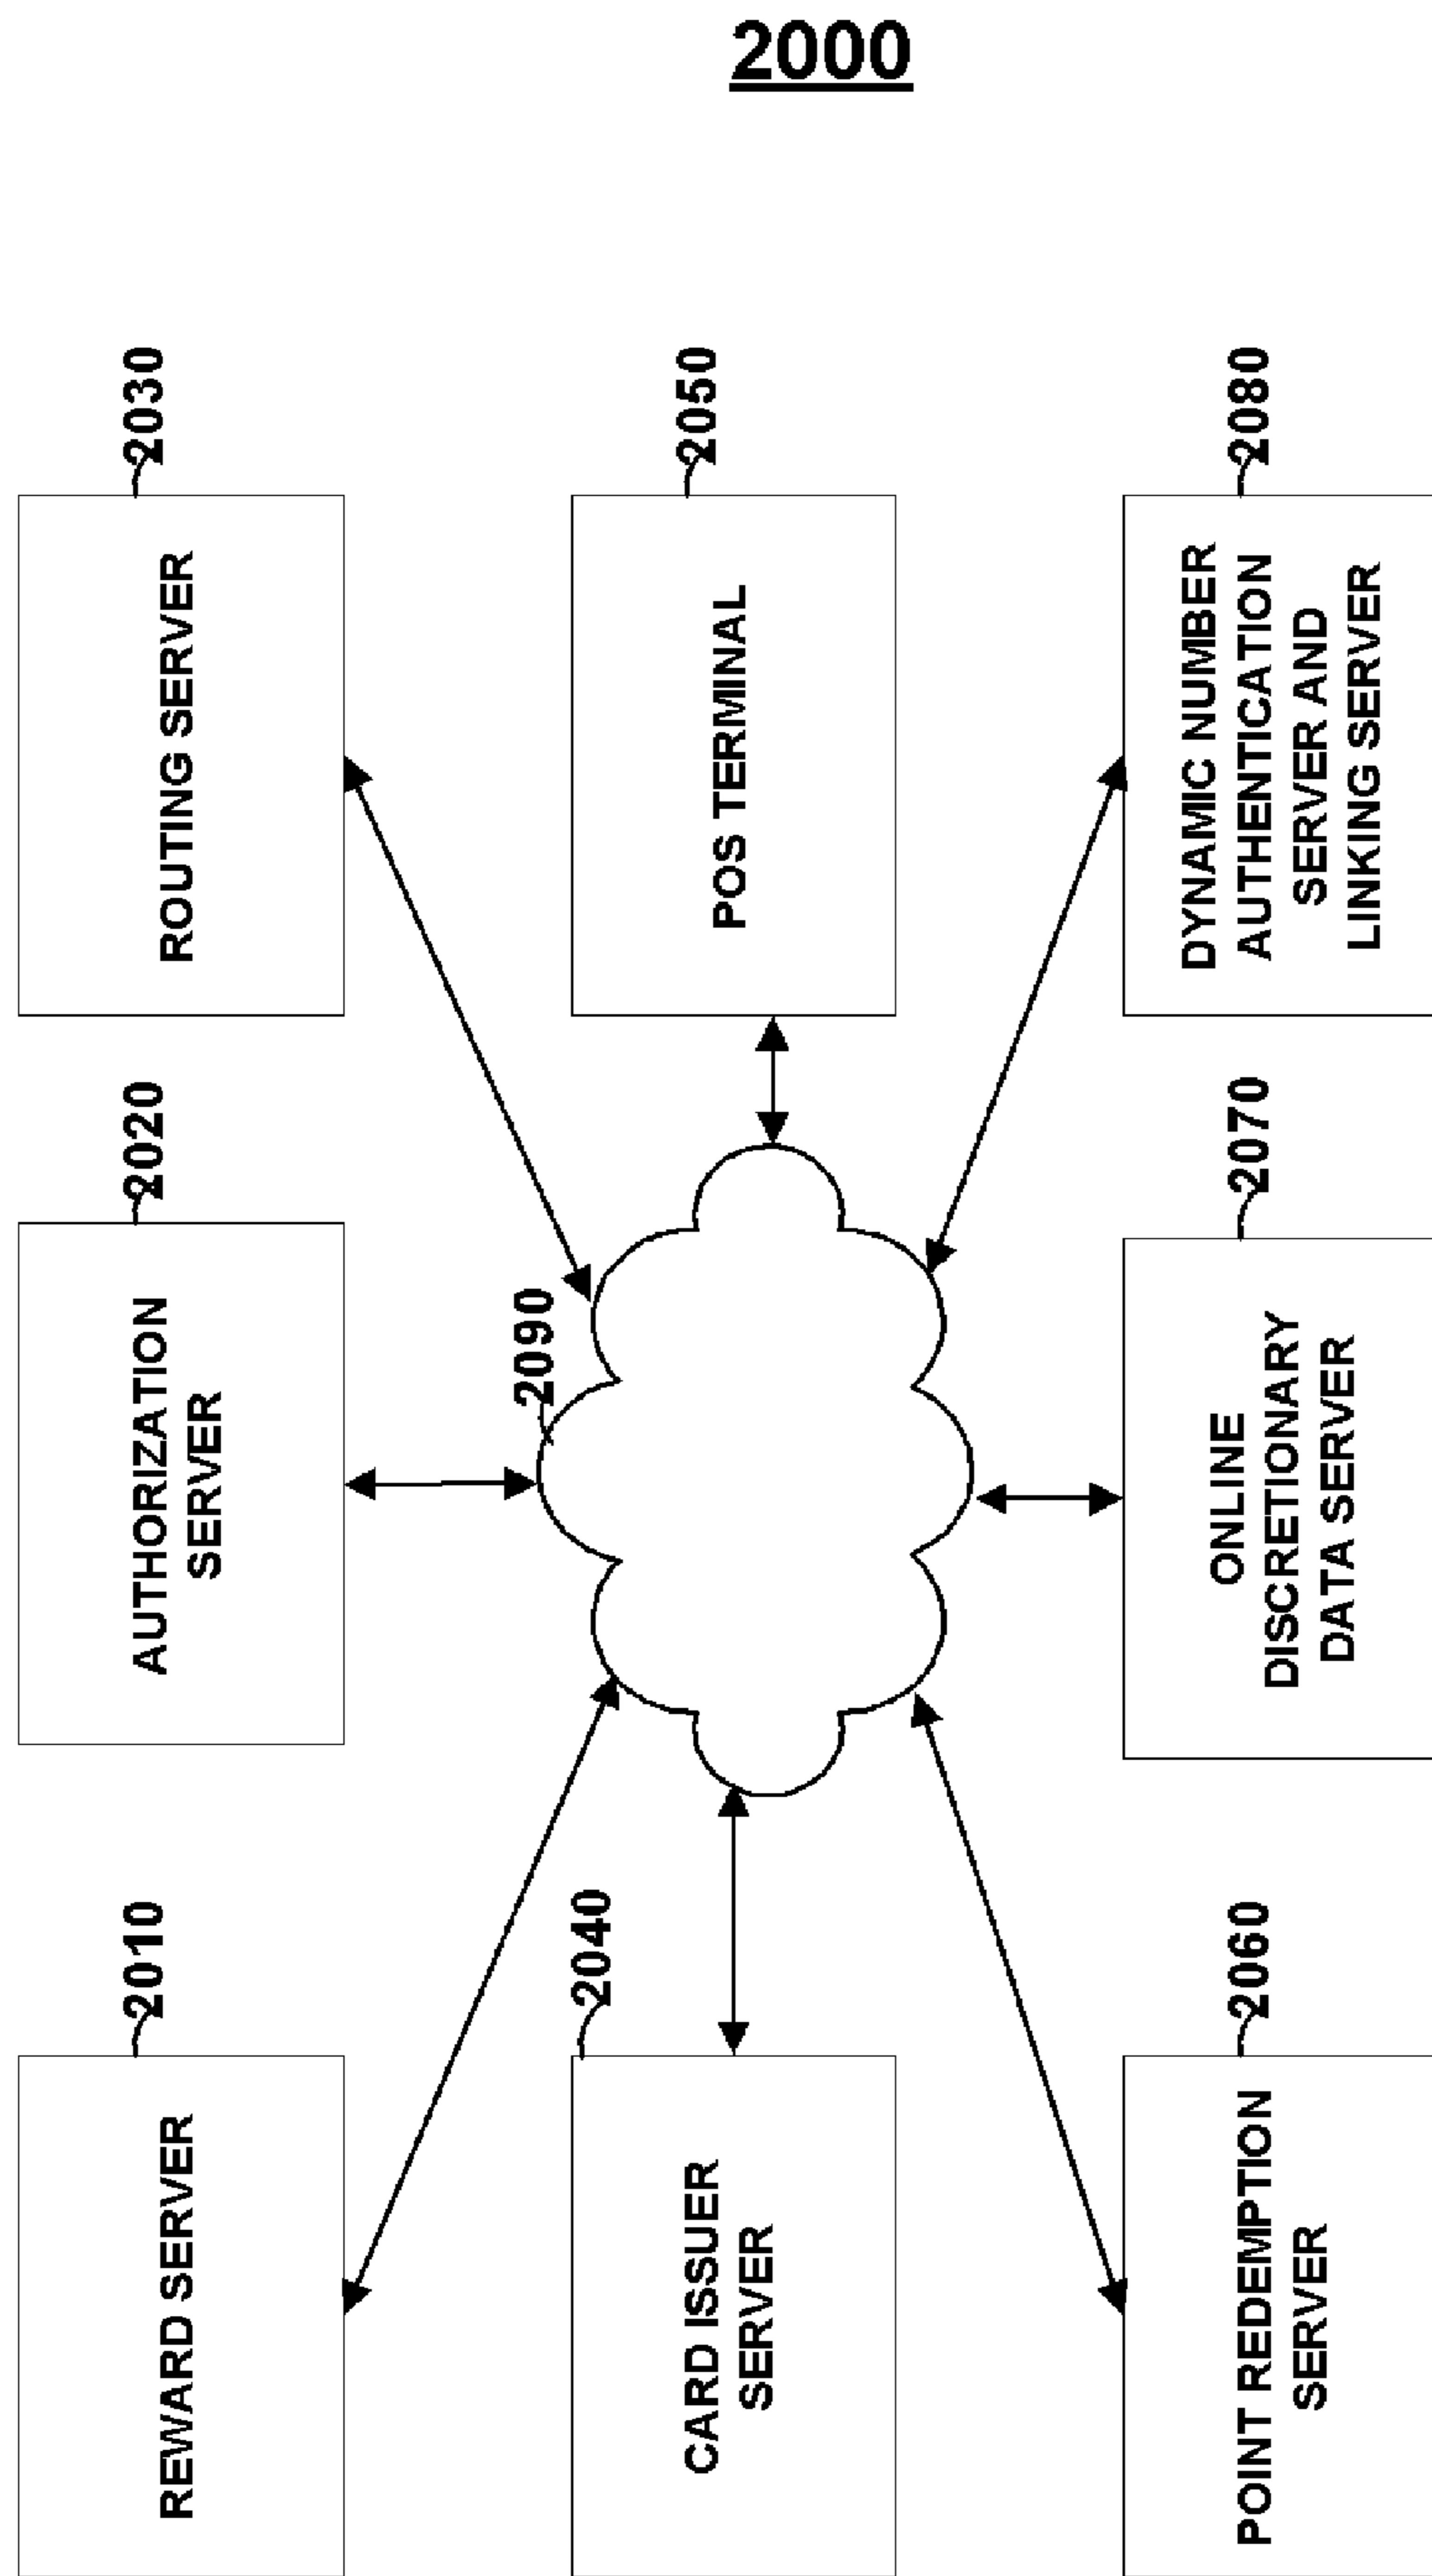 2000
2010
REWARD SERVER
2020
AUTHORIZATION
SERVER
2030
ROUTING SERVER
2040
CARD ISSUER
SERVER
2090
2050
POS TERMINAL
2060
POINT REDEMPTION
SERVER
2070
ONLINE
DISCRETIONARY
DATA SERVER
2080
DYNAMIC NUMBER
AUTHENTICATION
SERVER AND
LINKING SERVER